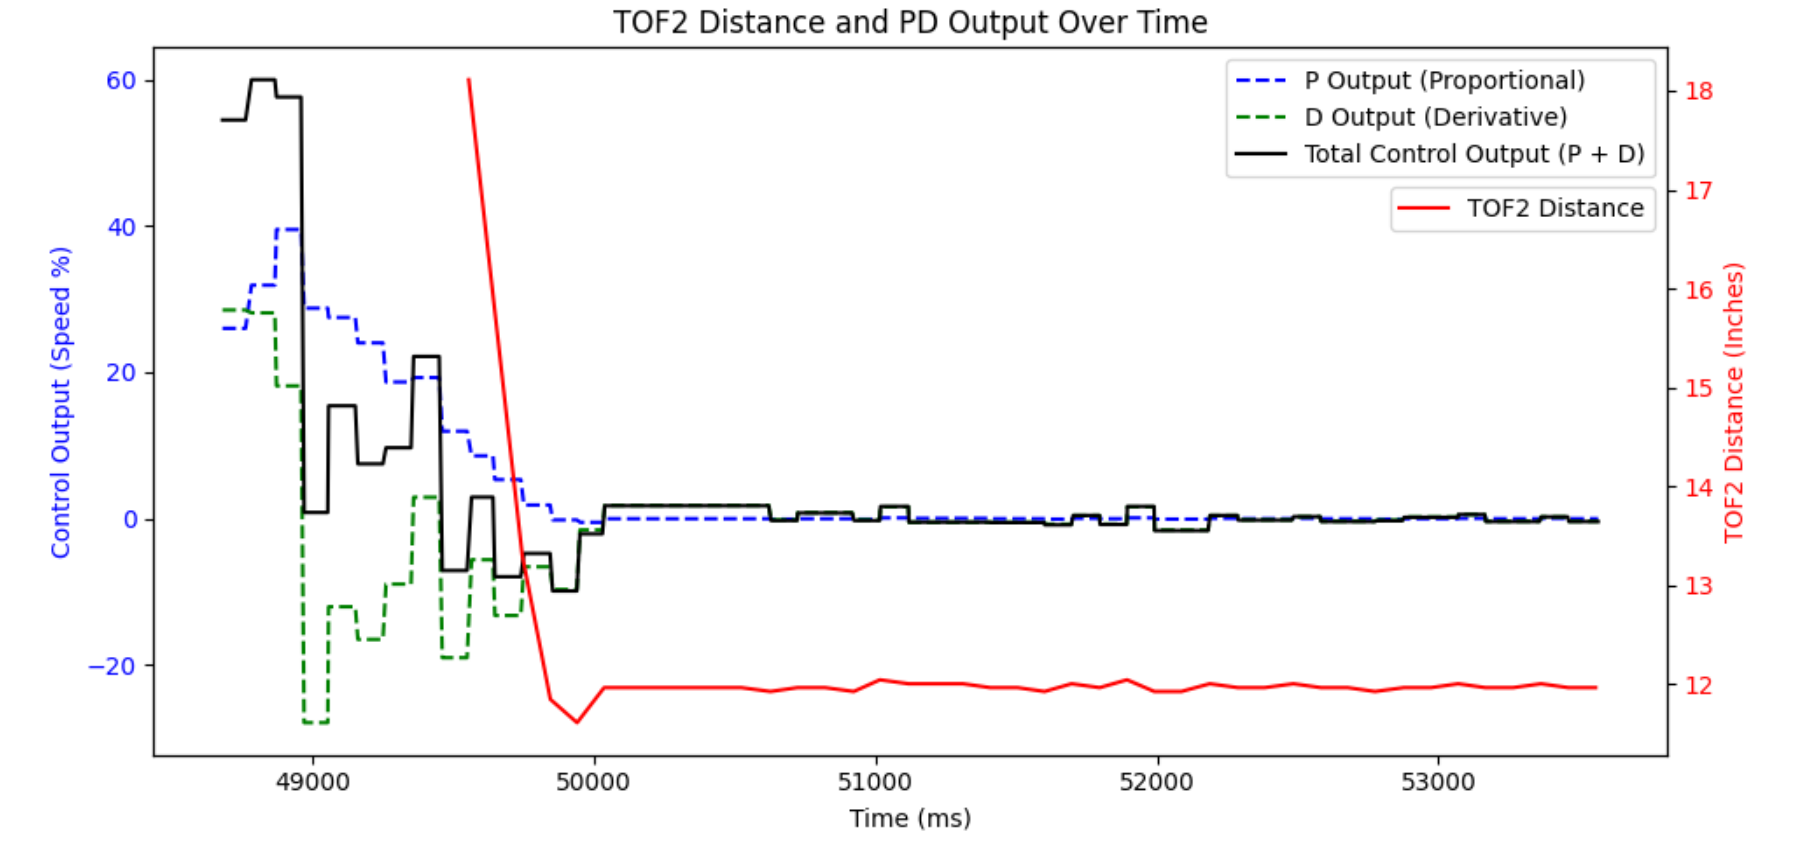 TOF2 Distance and PD Output Over Time
60
40
20
0
−20
Control Output (Speed %)
P Output (Proportional)
D Output (Derivative)
Total Control Output (P + D)
TOF2 Distance
18
17
16
15
14
13
12
TOF2 Distance (Inches)
49000
50000
51000
52000
53000
Time (ms)